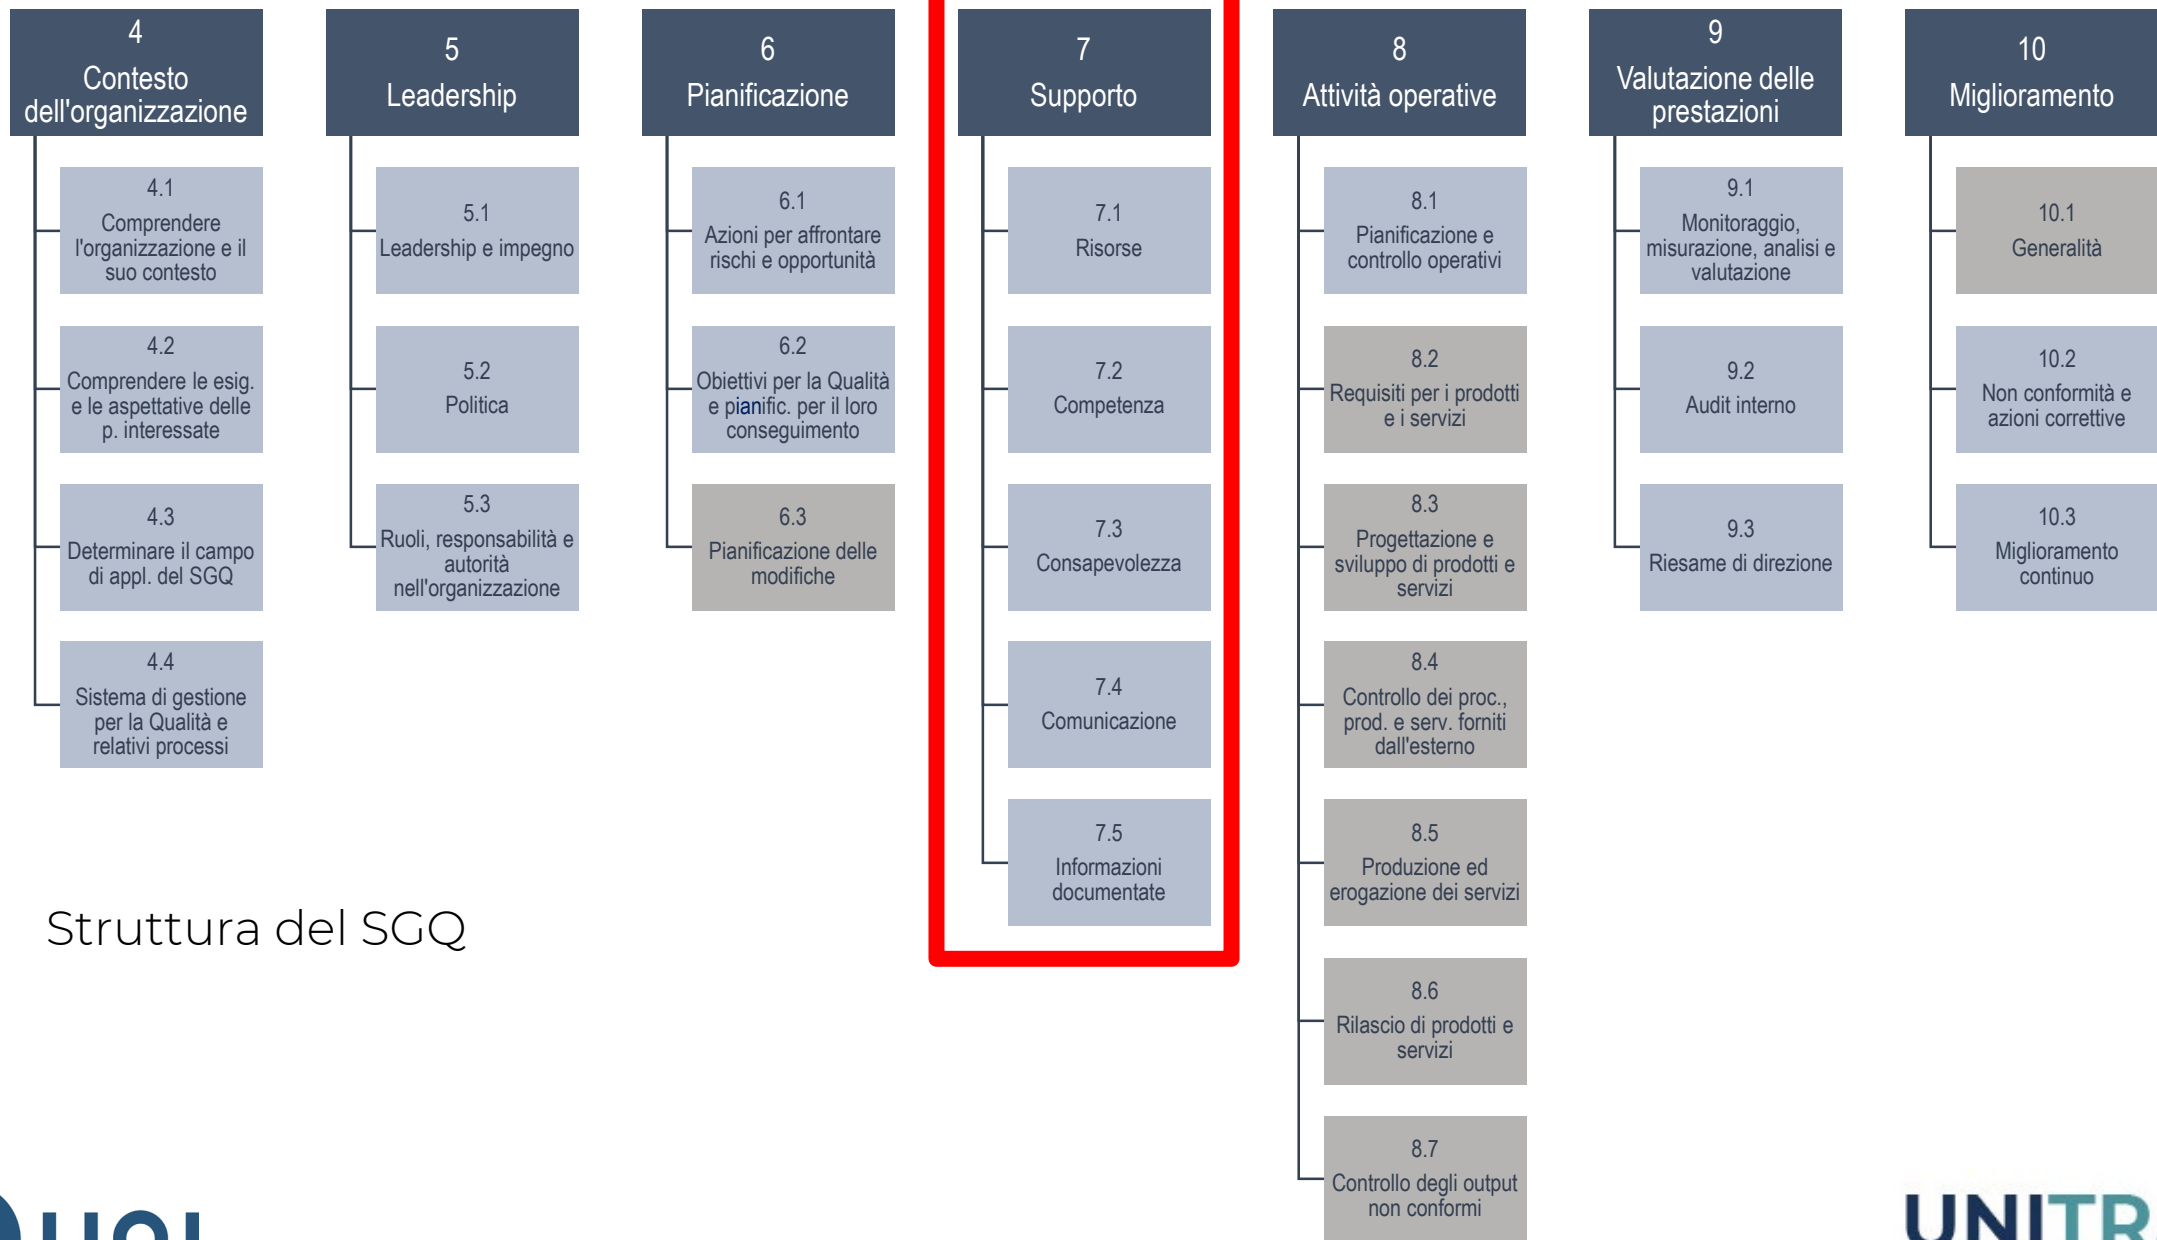 4
Contesto
dell'organizzazione
4.1
Comprendere
l'organizzazione e il
suo contesto
4.2
Comprendere le esig.
e le aspettative delle
p. interessate
4.3
Determinare il campo
di appl. del SGQ
4.4
Sistema di gestione
per la Qualità e
relativi processi
5
Leadership
5.1
Leadership e impegno
5.2
Politica
5.3
Ruoli, responsabilità e
autorità
nell'organizzazione
6
Pianificazione
6.1
Azioni per affrontare
rischi e opportunità
6.2
Obiettivi per la Qualità
e pianific. per il loro
conseguimento
6.3
Pianificazione delle
modifiche
7
Supporto
7.1
Risorse
7.2
Competenza
7.3
Consapevolezza
7.4
Comunicazione
7.5
Informazioni
documentate
8
Attività operative
8.1
Pianificazione e
controllo operativi
8.2
Requisiti per i prodotti
e i servizi
8.3
Progettazione e
sviluppo di prodotti e
servizi
8.4
Controllo dei proc.,
prod. e serv. forniti
dall'esterno
8.5
Produzione ed
erogazione dei servizi
8.6
Rilascio di prodotti e
servizi
8.7
Controllo degli output
non conformi
9
Valutazione delle
prestazioni
9.1
Monitoraggio,
misurazione, analisi e
valutazione
9.2
Audit interno
9.3
Riesame di direzione
10
Miglioramento
10.1
Generalità
10.2
Non conformità e
azioni correttive
10.3
Miglioramento
continuo
Struttura del SGQ
UNITR